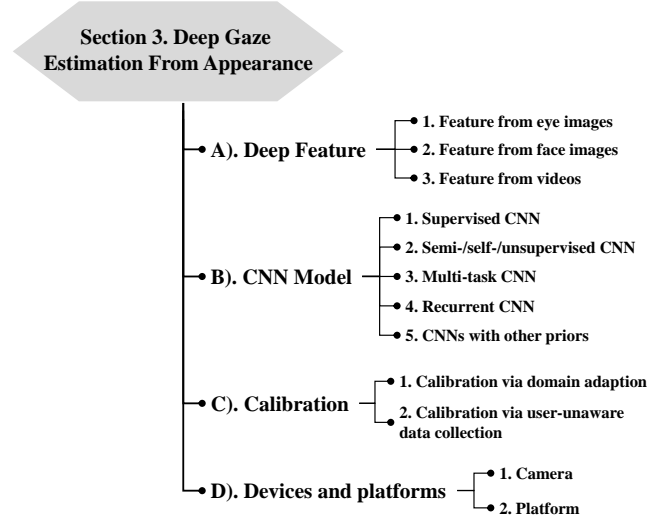 Section 3. Deep Gaze
Estimation From Appearance
A). Deep Feature
1. Feature from eye images
2. Feature from face images
3. Feature from videos
B). CNN Model
1. Supervised CNN
2. Semi-/self-/unsupervised CNN
3. Multi-task CNN
4. Recurrent CNN
5. CNNs with other priors
C). Calibration
1. Calibration via domain adaption
2. Calibration via user-unaware
data collection
D). Devices and platforms
1. Camera
2. Platform